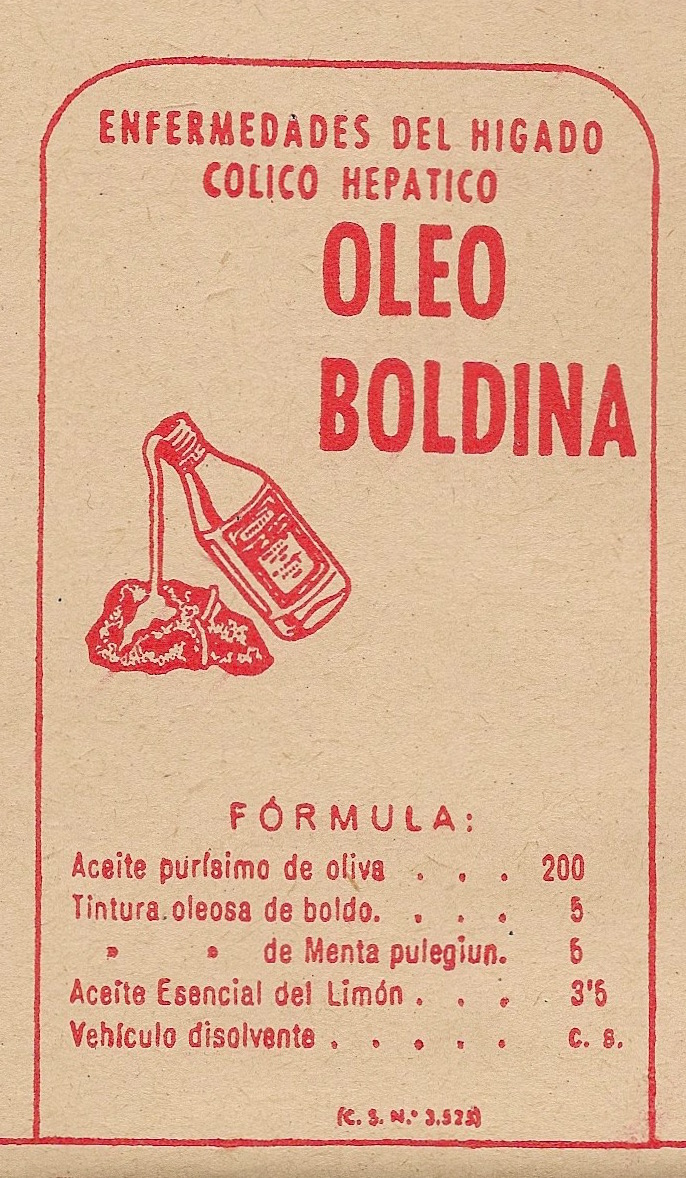 ENFERMEDADES DEL HIGADO
COLICO HEPATICO
OLEO
BOLDINA
FÓRMULA:
Aceite purísimo de oliva . . . 200
Tintura oleosa de boldo. . . . 5
» » de Menta pulegiun. 5
Aceite Esencial del Limón . . . 3'5
Vehículo disolvente . . . . . c. s.
(C. S. N.º 3.525)